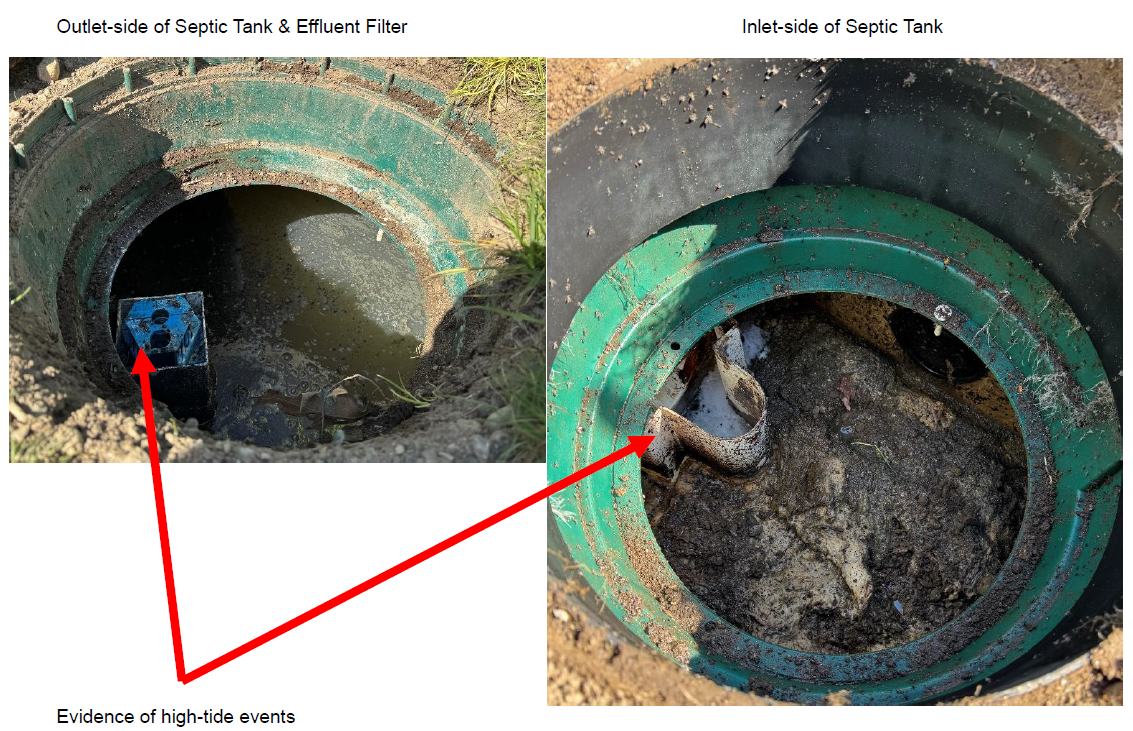 Outlet-side of Septic Tank & Effluent Filter
Inlet-side of Septic Tank
Evidence of high-tide events